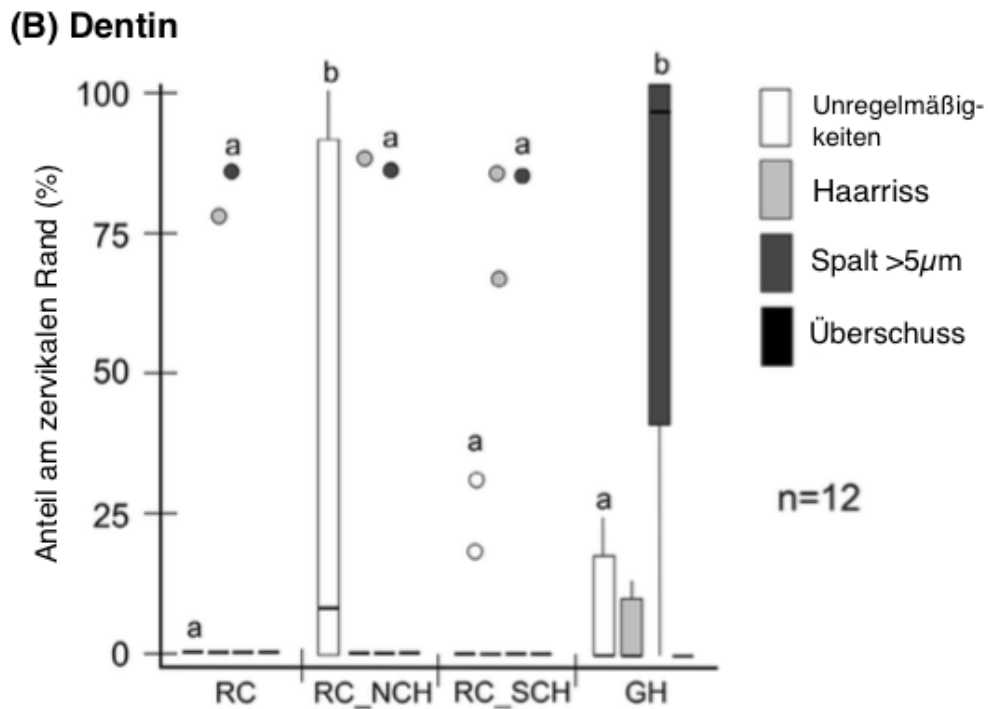 (B) Dentin
Anteil am zervikalen Rand (%)
100
75
50
25
0
a
a
b
a
a
a
a
b
RC
RC_NCH
RC_SCH
GH
Unregelmäßig-
keiten
Haarriss
Spalt >5µm
Überschuss
n=12